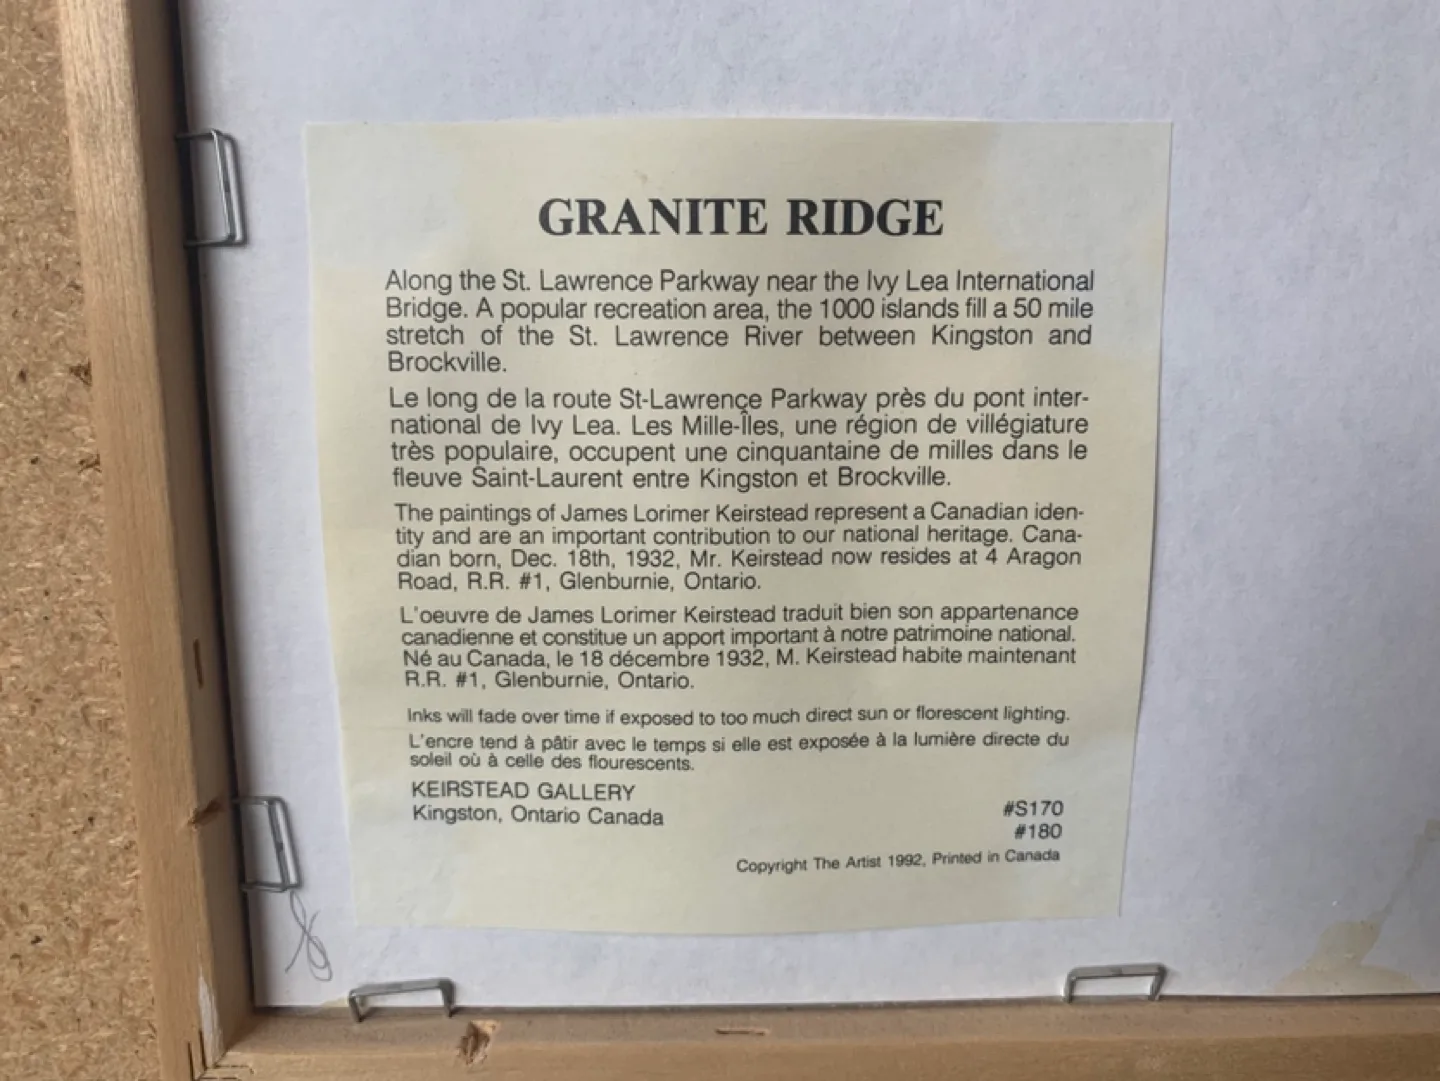 GRANITE RIDGE
Along the St. Lawrence Parkway near the Ivy Lea International
Bridge. A popular recreation area, the 1000 islands fill a 50 mile
stretch of the St. Lawrence River between Kingston and
Brockville.
Le long de la route St-Lawrençe Parkway près du pont inter-
national de Ivy Lea. Les Mille-Îles, une région de villégiature
très populaire, occupent une cinquantaine de milles dans le
fleuve Saint-Laurent entre Kingston et Brockville.
The paintings of James Lorimer Keirstead represent a Canadian iden-
tity and are an important contribution to our national heritage. Cana-
dian born, Dec. 18th, 1932, Mr. Keirstead now resides at 4 Aragon
Road, R.R. #1, Glenburnie, Ontario.
L'oeuvre de James Lorimer Keirstead traduit bien son appartenance
canadienne et constitue un apport important à notre patrimoine national.
Né au Canada, le 18 décembre 1932, M. Keirstead habite maintenant
R.R. #1, Glenburnie, Ontario.
Inks will fade over time if exposed to too much direct sun or florescent lighting.
L'encre tend à pâtir avec le temps si elle est exposée à la lumière directe du
soleil où à celle des flourescents.
KEIRSTEAD GALLERY
Kingston, Ontario Canada
#S170
#180
Copyright The Artist 1992, Printed in Canada